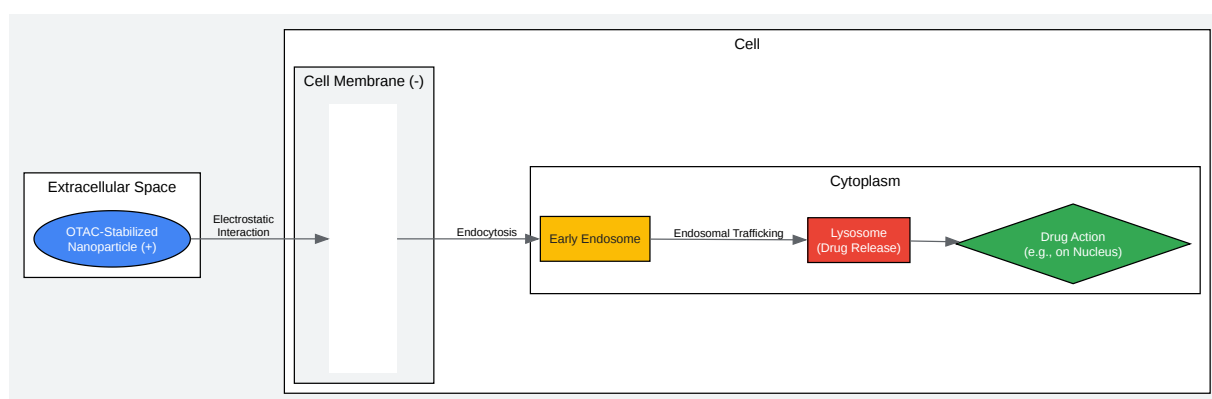 Cell
Cell Membrane (-)
Extracellular Space
OTAC-Stabilized
Nanoparticle (+)
Electrostatic
Interaction
Endocytosis
Cytoplasm
Early Endosome
Endosomal Trafficking
Lysosome
(Drug Release)
Drug Action
(e.g., on Nucleus)